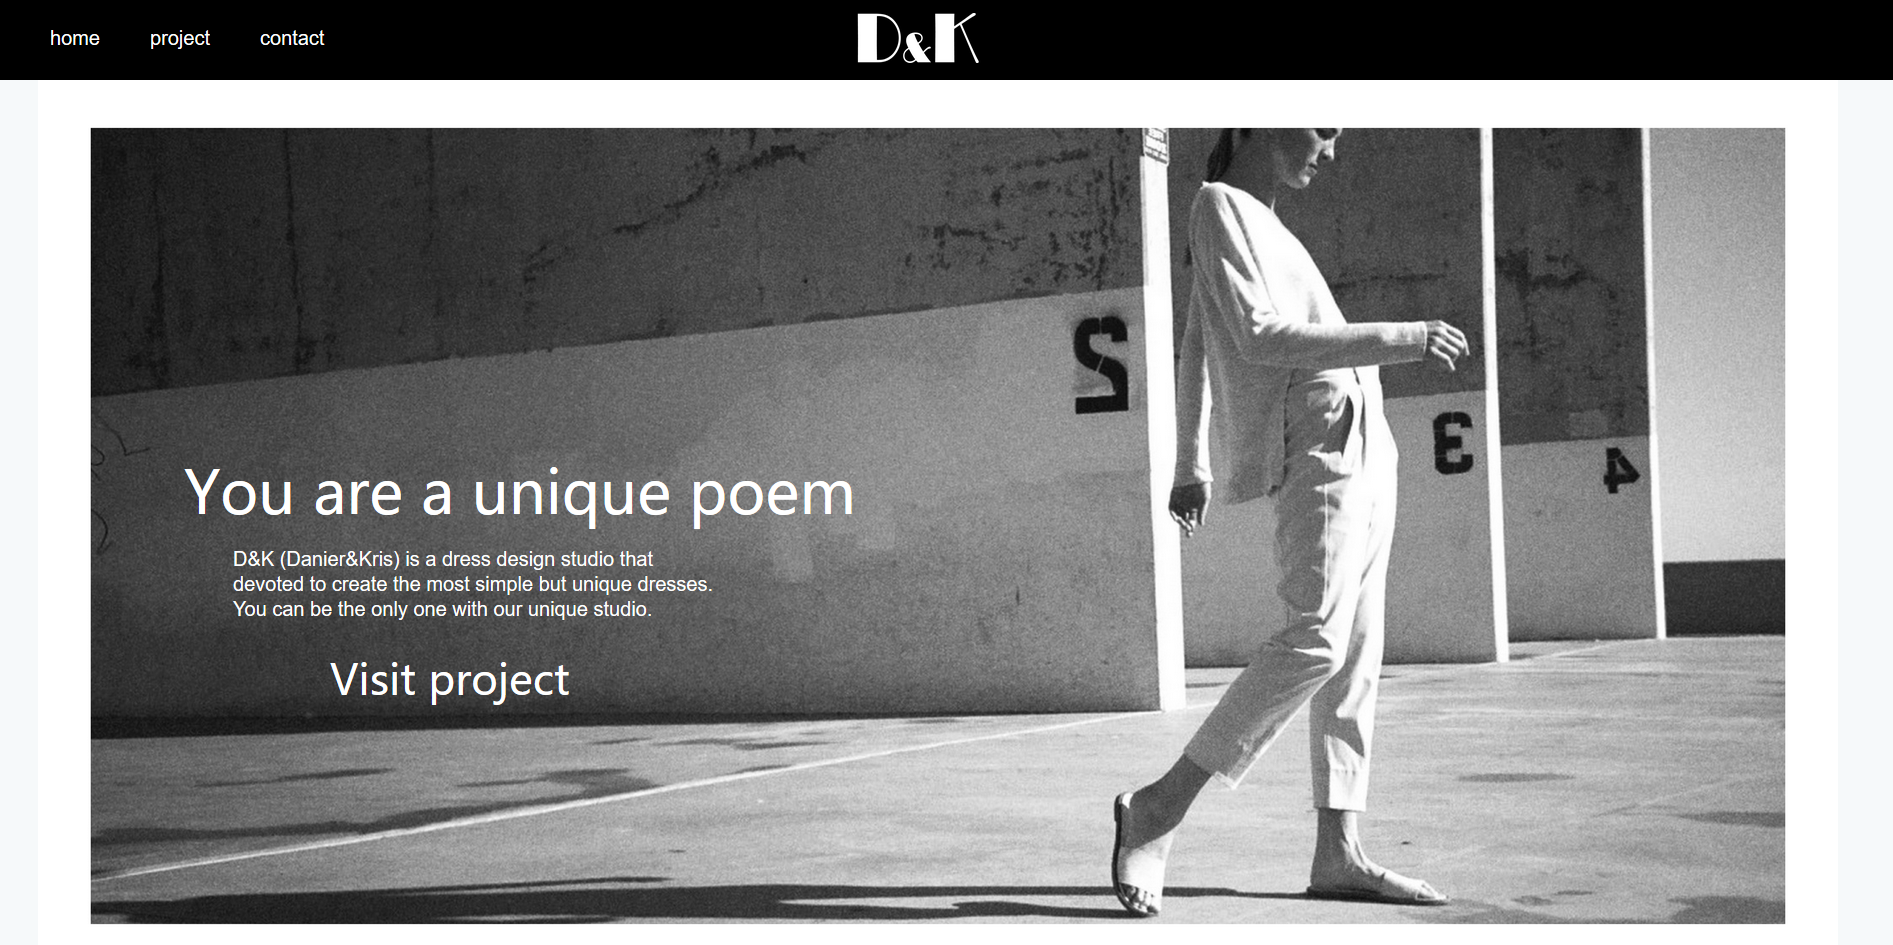 home project contact
D&K
You are a unique poem
D&K (Danier&Kris) is a dress design studio that
devoted to create the most simple but unique dresses.
You can be the only one with our unique studio.
Visit project
2
3
4